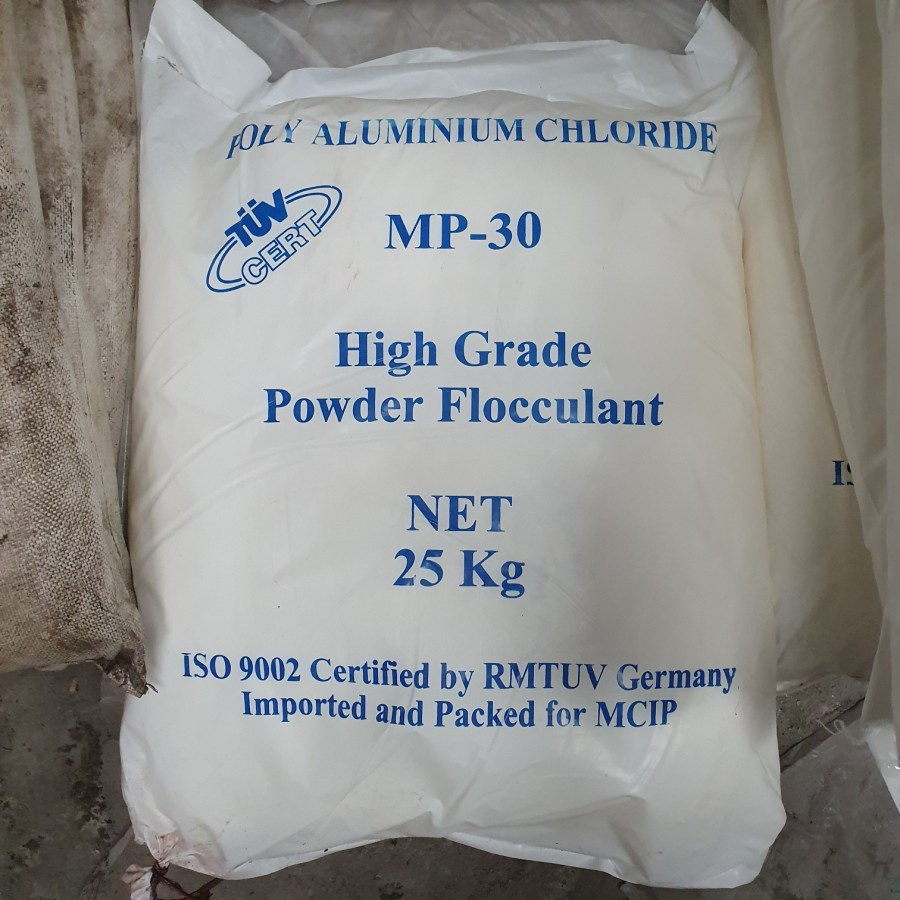 POLY ALUMINIUM CHLORIDE
TÜV
CERT
MP-30
High Grade
Powder Flocculant
NET
25 Kg
ISO 9002 Certified by RMTUV Germany
Imported and Packed for MCIP